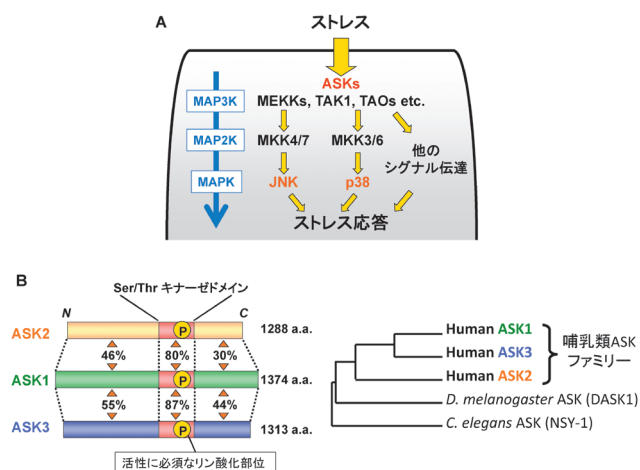 A
ストレス
ASKs
MAP3K
MEKKs, TAK1, TAOs etc.
MAP2K
MKK4/7
MKK3/6
他の
シグナル伝達
MAPK
JNK
p38
ストレス応答
B
Ser/Thr キナーゼドメイン
N
C
ASK2
P
1288 a.a.
46%
80%
30%
ASK1
P
1374 a.a.
55%
87%
44%
ASK3
P
1313 a.a.
活性に必須なリン酸化部位
Human ASK1
Human ASK3
Human ASK2
哺乳類ASK
ファミリー
D. melanogaster ASK (DASK1)
C. elegans ASK (NSY-1)